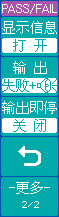 PASS/FAIL
显示信息
打 开
输 出
失败+
输出即停
关 闭
-更多-
2/2